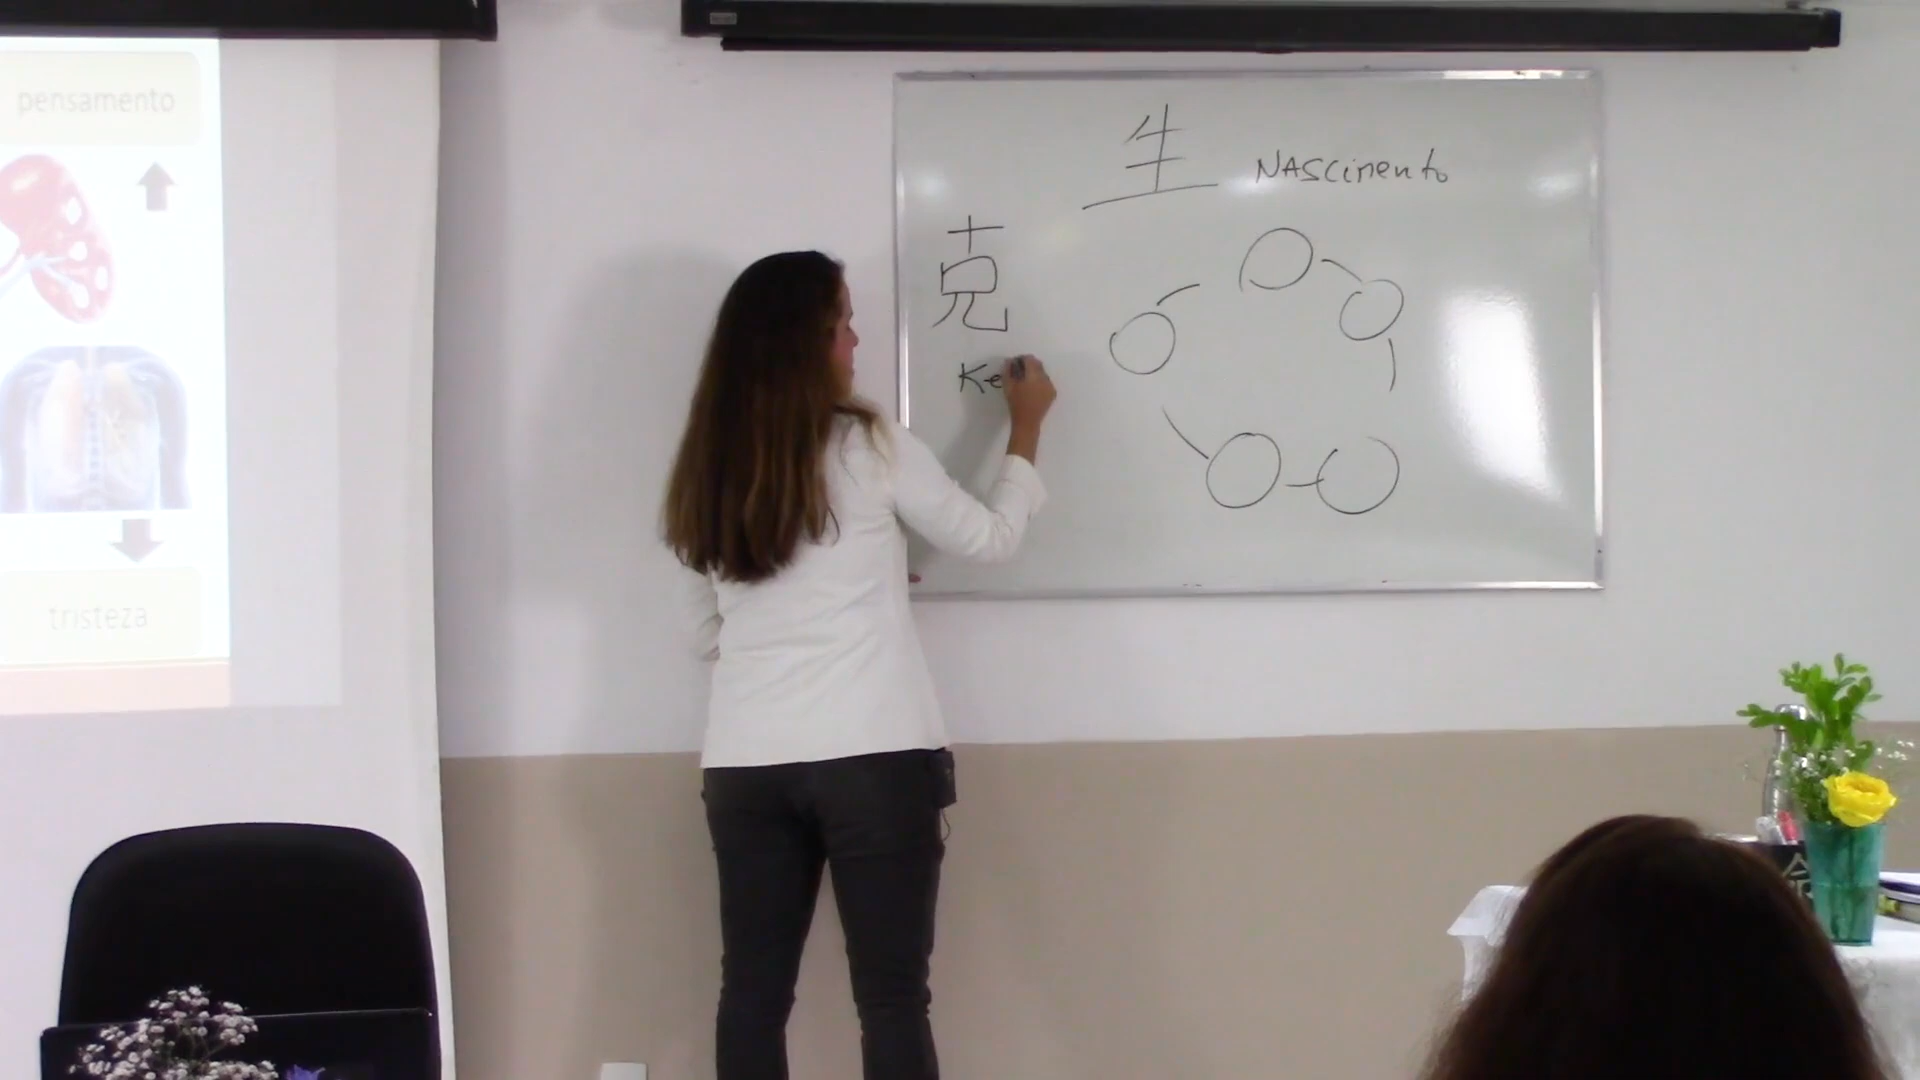 pensamento
tristeza
生 Nascimento
克
Ke